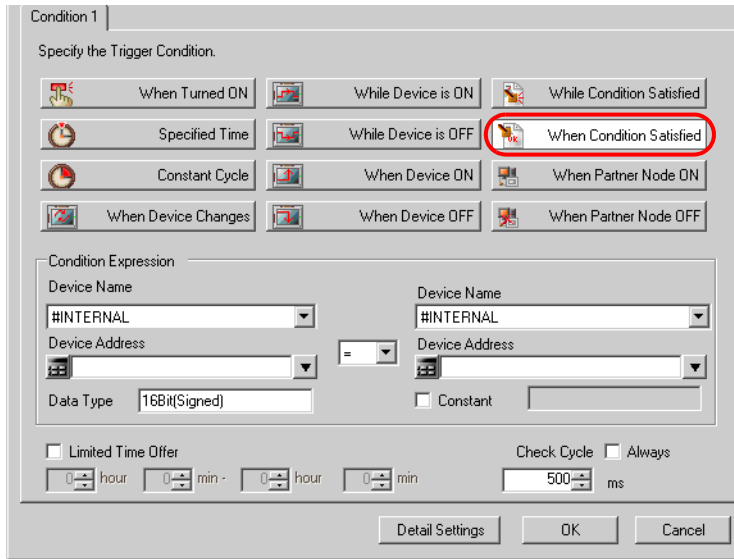 Condition 1
Specify the Trigger Condition.
When Turned ON While Device is ON While Condition Satisfied
Specified Time While Device is OFF When Condition Satisfied
Constant Cycle When Device ON When Partner Node ON
When Device Changes When Device OFF When Partner Node OFF
Condition Expression
Device Name Device Name
#INTERNAL #INTERNAL
Device Address = Device Address
Data Type 16Bit(Signed) Constant
Limited Time Offer Check Cycle Always
0 hour 0 min - 0 hour 0 min 500 ms
Detail Settings OK Cancel